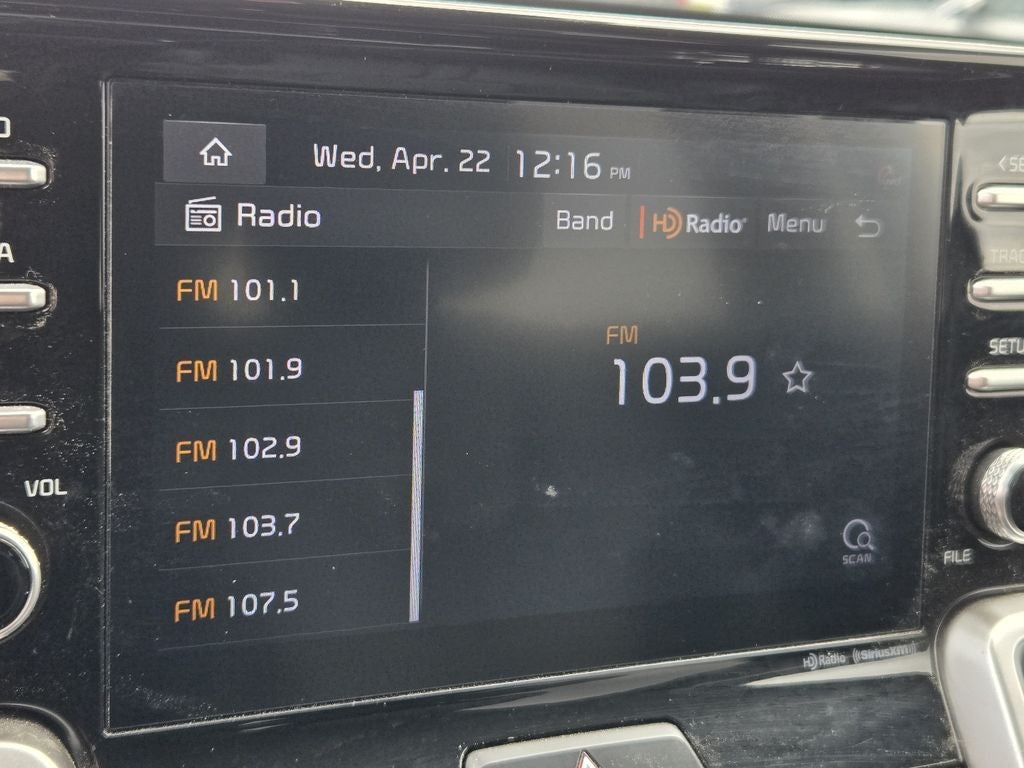 Wed, Apr. 22 12:16 PM
Radio Band HD Radio Menu
FM 101.1
FM 101.9
FM 102.9
FM 103.7
FM 107.5
FM
103.9
SCAN
HD Radio ((SiriusXM))
VOL
A
FILE